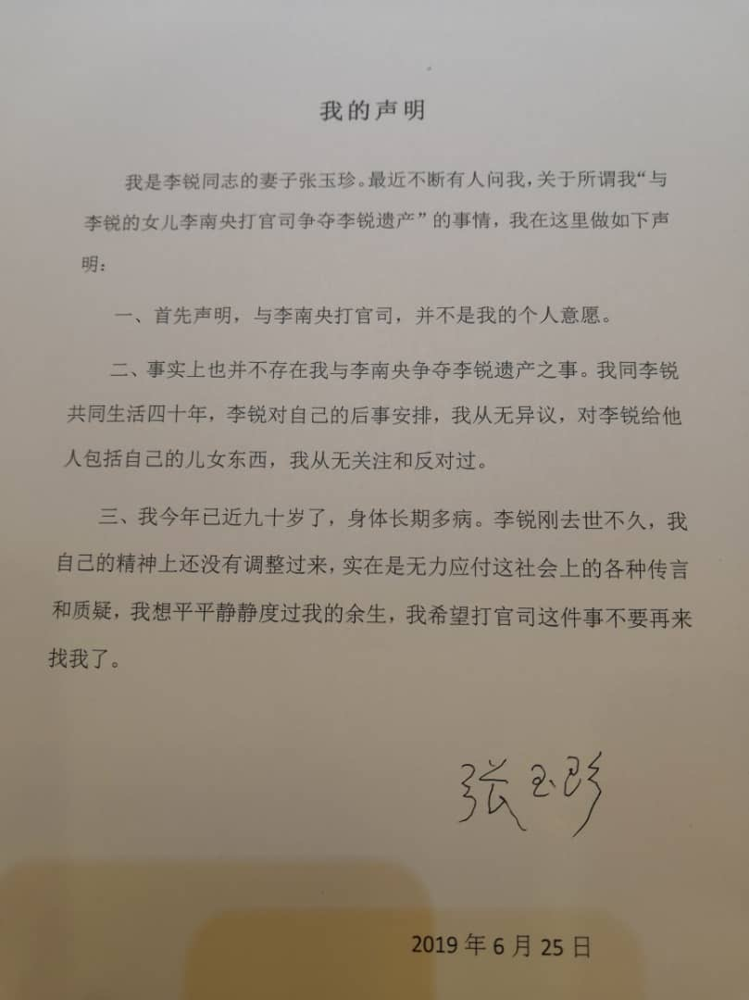 我的声明
我是李锐同志的妻子张玉珍。最近不断有人问我，关于所谓我“与
李锐的女儿李南央打官司争夺李锐遗产”的事情，我在这里做如下声
明：
一、首先声明，与李南央打官司，并不是我的个人意愿。
二、事实上也并不存在我与李南央争夺李锐遗产之事。我同李锐
共同生活四十年，李锐对自己的后事安排，我从无异议，对李锐给他
人包括自己的儿女东西，我从无关注和反对过。
三、我今年已近九十岁了，身体长期多病。李锐刚去世不久，我
自己的精神上还没有调整过来，实在是无力应付这社会上的各种传言
和质疑，我想平平静静度过我的余生，我希望打官司这件事不要再来
找我了。
张玉珍
2019 年 6 月 25 日